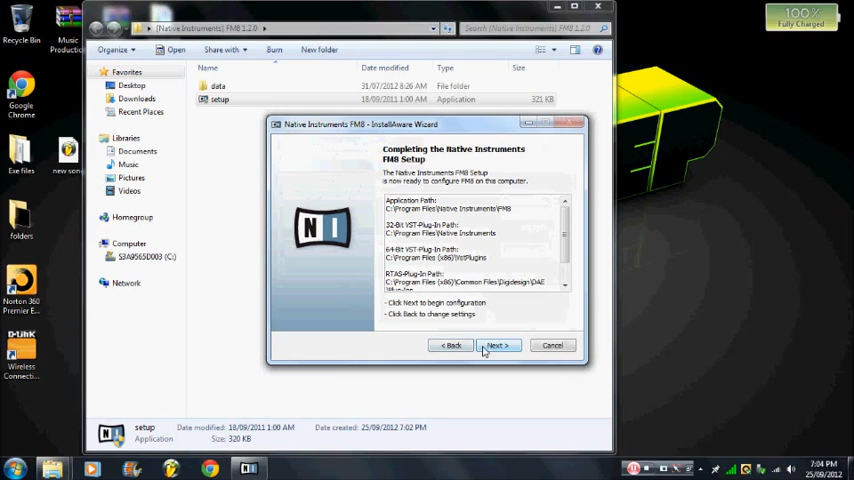 Recycle Bin
Music Production
Google Chrome
Exe files
new song
folders
Norton 360 Premier E...
D-Link
Wireless Connecti...
100%
Fully Charged
[Native Instruments] FM8 1.2.0
Search [Native Instruments] FM8 1.2.0
Organize
Open
Share with
Burn
New folder
Favorites
Desktop
Downloads
Recent Places
Libraries
Documents
Music
Pictures
Videos
Homegroup
Computer
S3A9565D003 (C:)
Network
Name
Date modified
Type
Size
data
31/07/2012 8:26 AM
File folder
setup
18/09/2011 1:00 AM
Application
321 KB
Native Instruments FM8 - InstallAware Wizard
Completing the Native Instruments
FM8 Setup
The Native Instruments FM8 Setup
is now ready to configure FM8 on this computer.
Application Path:
C:\Program Files\Native Instruments\FM8
32-Bit VST-Plug-In Path:
C:\Program Files\Native Instruments
64-Bit VST-Plug-In Path:
C:\Program Files (x86)\VstPlugins
RTAS-Plug-In Path:
C:\Program Files (x86)\Common Files\Digidesign\DAE
\Plug-Ins
- Click Next to begin configuration
- Click Back to change settings
N I
< Back
Next >
Cancel
setup
Date modified: 18/09/2011 1:00 AM
Date created: 25/09/2012 7:02 PM
Application
Size: 320 KB
7:04 PM
25/09/2012